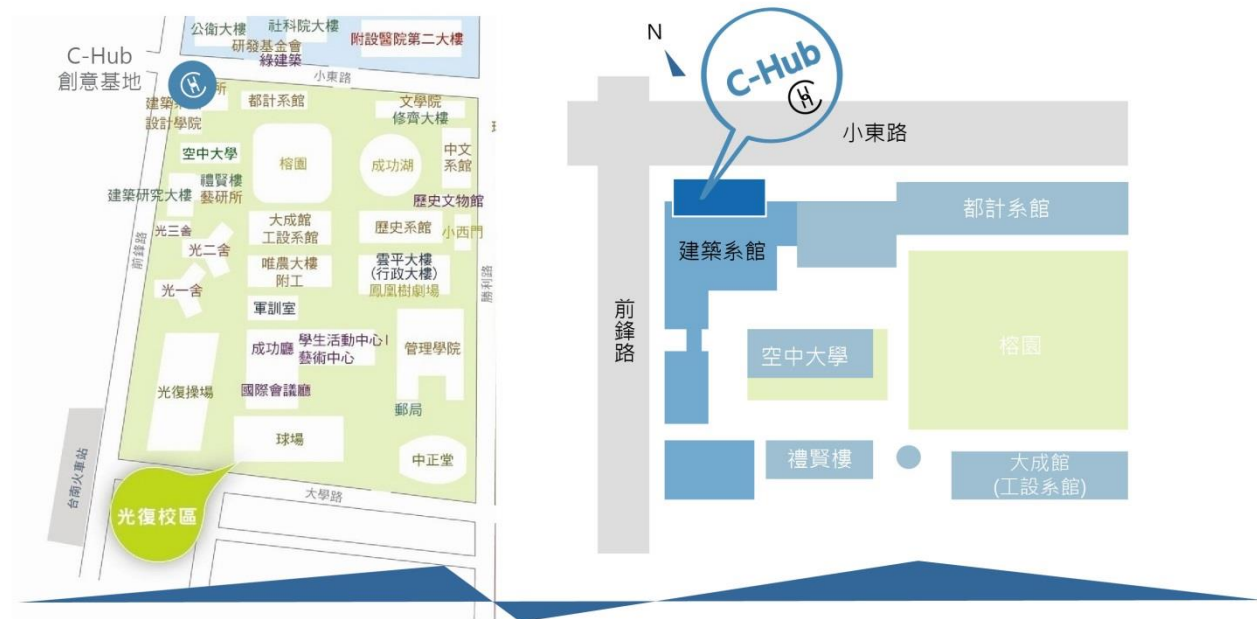 公衛大樓
社科院大樓
研發基金會
綠建築
附設醫院第二大樓
C-Hub
創意基地
小東路
所
建築系
設計學院
都計系館
文學院
修齊大樓
空中大學
榕園
成功湖
中文
系館
建築研究大樓
禮賢樓
藝研所
歷史文物館
大成館
工設系館
歷史系館
小西門
光三舍
光二舍
光一舍
前鋒路
唯農大樓
附工
雲平大樓
(行政大樓)
鳳凰樹劇場
勝利路
軍訓室
成功廳
學生活動中心I
藝術中心
管理學院
光復操場
國際會議廳
郵局
球場
中正堂
台南火車站
大學路
光復校區
N
C-Hub
小東路
都計系館
建築系館
前鋒路
空中大學
榕園
禮賢樓
大成館
(工設系館)